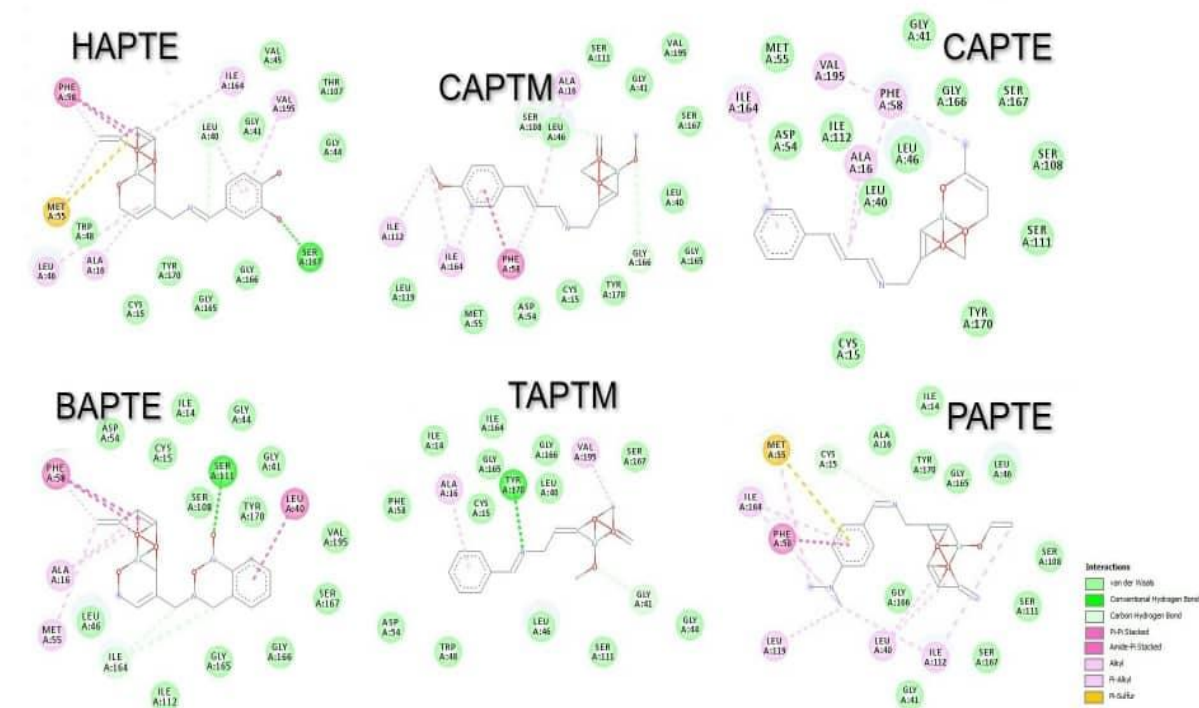 HAPTE
VAL
A:45
PHE
A:58
ILE
A:164
THR
A:107
VAL
A:195
LEU
A:40
GLY
A:41
GLY
A:44
MET
A:55
TRP
A:48
LEU
A:46
ALA
A:16
TYR
A:170
GLY
A:166
SER
A:167
CYS
A:15
GLY
A:165
CAPTM
SER
A:111
VAL
A:195
ALA
A:16
GLY
A:41
SER
A:108
LEU
A:46
SER
A:167
LEU
A:40
ILE
A:112
ILE
A:164
PHE
A:58
GLY
A:166
GLY
A:165
LEU
A:119
CYS
A:15
TYR
A:170
MET
A:55
ASP
A:54
CAPTE
GLY
A:41
MET
A:55
VAL
A:195
ILE
A:164
PHE
A:58
GLY
A:166
SER
A:167
ASP
A:54
ILE
A:112
LEU
A:46
ALA
A:16
SER
A:108
LEU
A:40
SER
A:111
TYR
A:170
CYS
A:15
BAPTE
ILE
A:14
GLY
A:44
ASP
A:54
CYS
A:15
PHE
A:58
SER
A:111
GLY
A:41
SER
A:108
TYR
A:170
LEU
A:40
VAL
A:195
ALA
A:16
SER
A:167
LEU
A:46
MET
A:55
ILE
A:164
GLY
A:165
GLY
A:166
ILE
A:112
TAPTM
ILE
A:14
ILE
A:164
GLY
A:166
VAL
A:195
SER
A:167
GLY
A:165
ALA
A:16
TYR
A:170
LEU
A:40
PHE
A:58
CYS
A:15
GLY
A:41
ASP
A:54
LEU
A:46
GLY
A:44
TRP
A:48
SER
A:111
PAPTE
ILE
A:14
MET
A:55
CYS
A:15
ALA
A:16
TYR
A:170
GLY
A:165
LEU
A:46
ILE
A:164
PHE
A:58
SER
A:108
GLY
A:166
SER
A:111
LEU
A:119
LEU
A:40
ILE
A:112
SER
A:167
GLY
A:41
Interactions
van der Waals
Conventional Hydrogen Bond
Carbon Hydrogen Bond
Pi-Pi Stacked
Amide-Pi Stacked
Alkyl
Pi-Alkyl
Pi-Sulfur